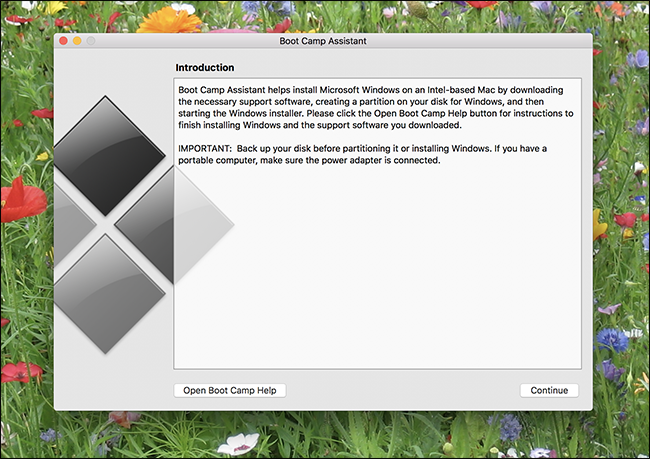 Boot Camp Assistant
Introduction
Boot Camp Assistant helps install Microsoft Windows on an Intel-based Mac by downloading
the necessary support software, creating a partition on your disk for Windows, and then
starting the Windows installer. Please click the Open Boot Camp Help button for instructions to
finish installing Windows and the support software you downloaded.
IMPORTANT:  Back up your disk before partitioning it or installing Windows. If you have a
portable computer, make sure the power adapter is connected.
Open Boot Camp Help
Continue